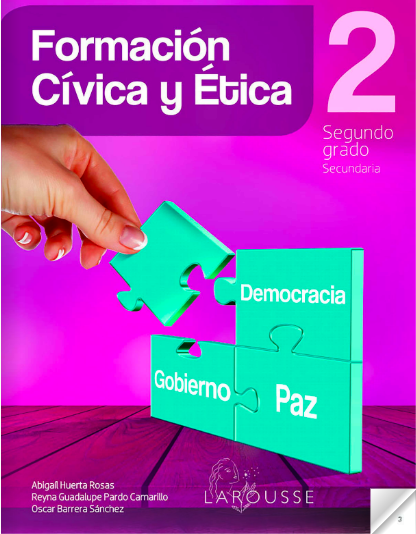 Formación
Cívica y Ética
2
Segundo
grado
Secundaria
Democracia
Gobierno
Paz
Abigail Huerta Rosas
Reyna Guadalupe Pardo Camarillo
Oscar Barrera Sánchez
LAROUSSE
3